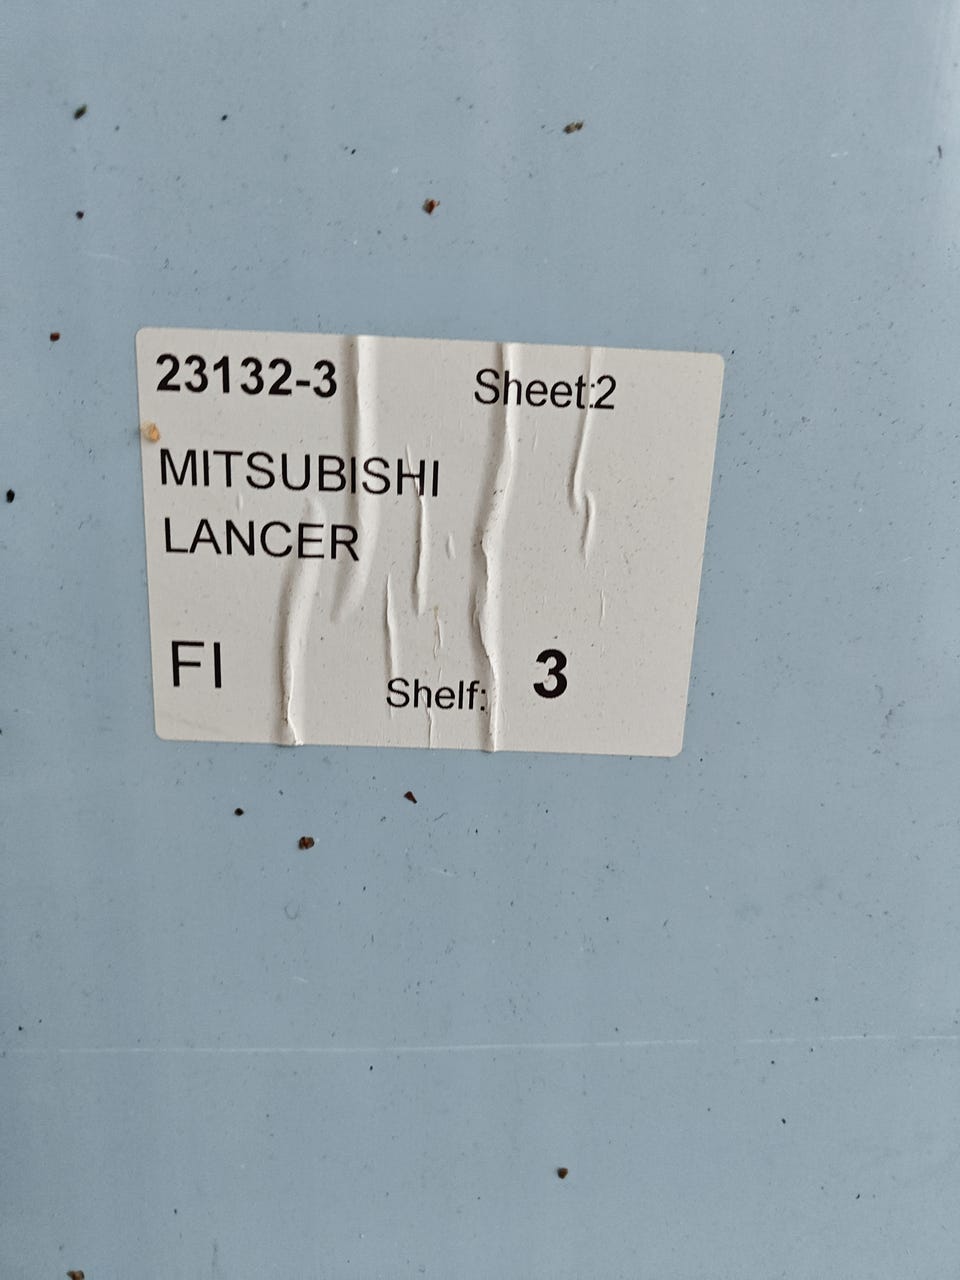 23132-3 Sheet:2
MITSUBISHI
LANCER
FI Shelf: 3